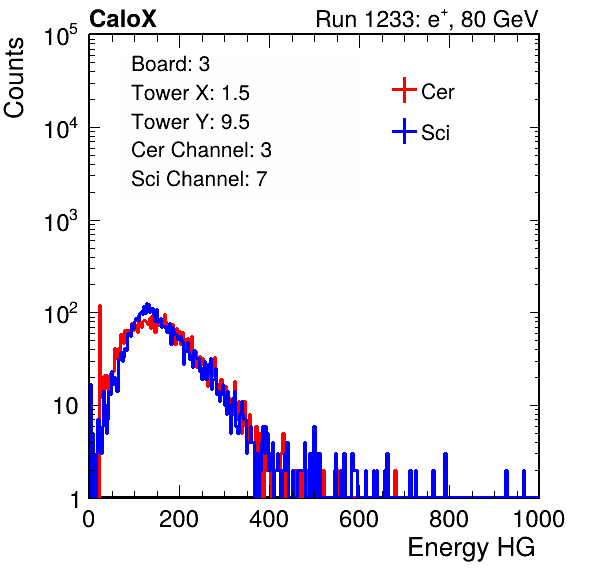 CaloX Run 1233: e⁺, 80 GeV
Counts
Board: 3
Tower X: 1.5
Tower Y: 9.5
Cer Channel: 3
Sci Channel: 7
Cer
Sci
10⁵
10⁴
10³
10²
10
1
0 200 400 600 800 1000
Energy HG